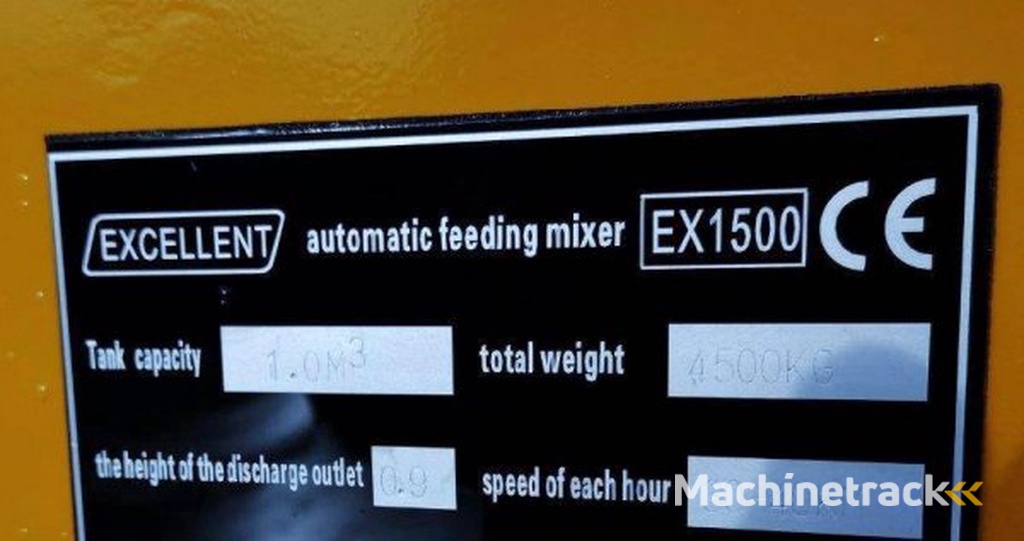 EXCELLENT automatic feeding mixer EX1500 CE
Tank capacity 1.0M³ total weight 4500KG
the height of the discharge outlet 0.9 speed of each hour
Machinetrack